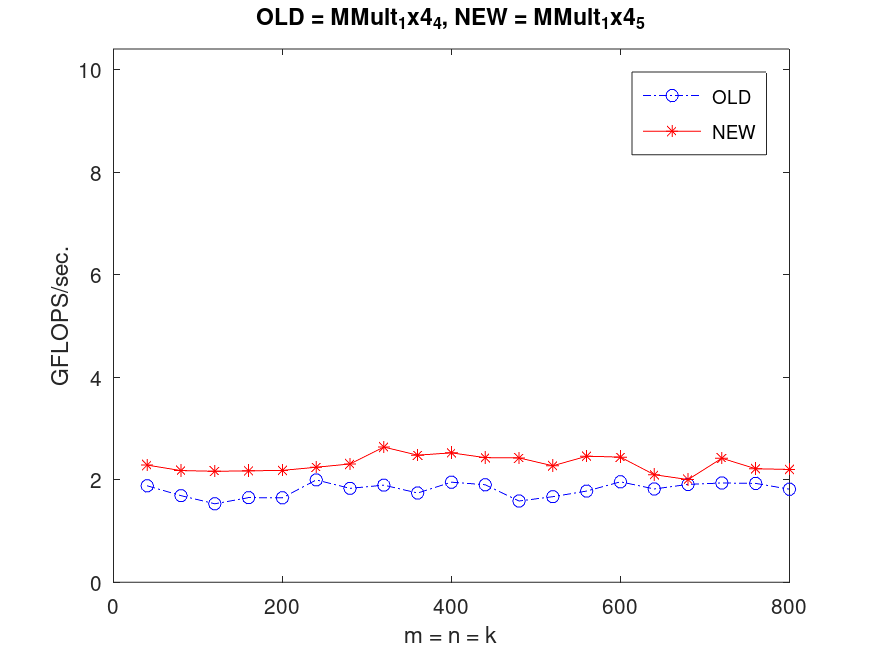 OLD = MMult₁x4₄, NEW = MMult₁x4₅
10
8
6
4
2
0
GFLOPS/sec.
OLD
NEW
0 200 400 600 800
m = n = k